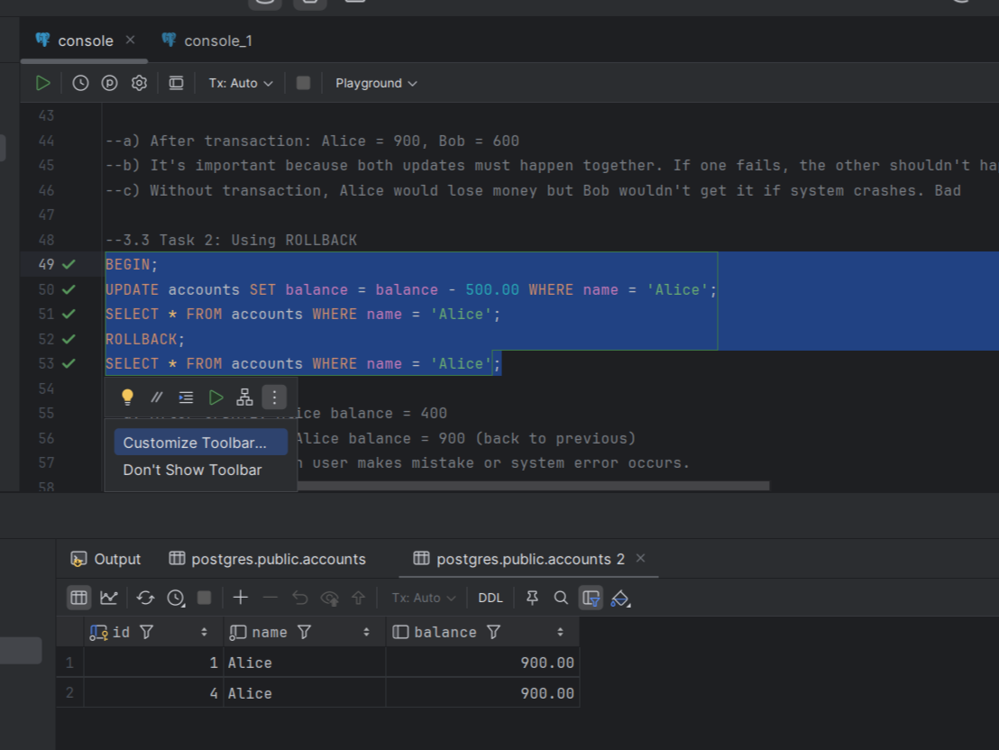 console
console_1
Tx: Auto
Playground
43
44 --a) After transaction: Alice = 900, Bob = 600
45 --b) It's important because both updates must happen together. If one fails, the other shouldn't ha
46 --c) Without transaction, Alice would lose money but Bob wouldn't get it if system crashes. Bad
47
48 --3.3 Task 2: Using ROLLBACK
49 BEGIN;
50 UPDATE accounts SET balance = balance - 500.00 WHERE name = 'Alice';
51 SELECT * FROM accounts WHERE name = 'Alice';
52 ROLLBACK;
53 SELECT * FROM accounts WHERE name = 'Alice';
54
55 Alice balance = 400
56 Alice balance = 900 (back to previous)
57 user makes mistake or system error occurs.
58
Customize Toolbar...
Don't Show Toolbar
Output
postgres.public.accounts
postgres.public.accounts 2
Tx: Auto
DDL
id name balance
1 1 Alice 900.00
2 4 Alice 900.00